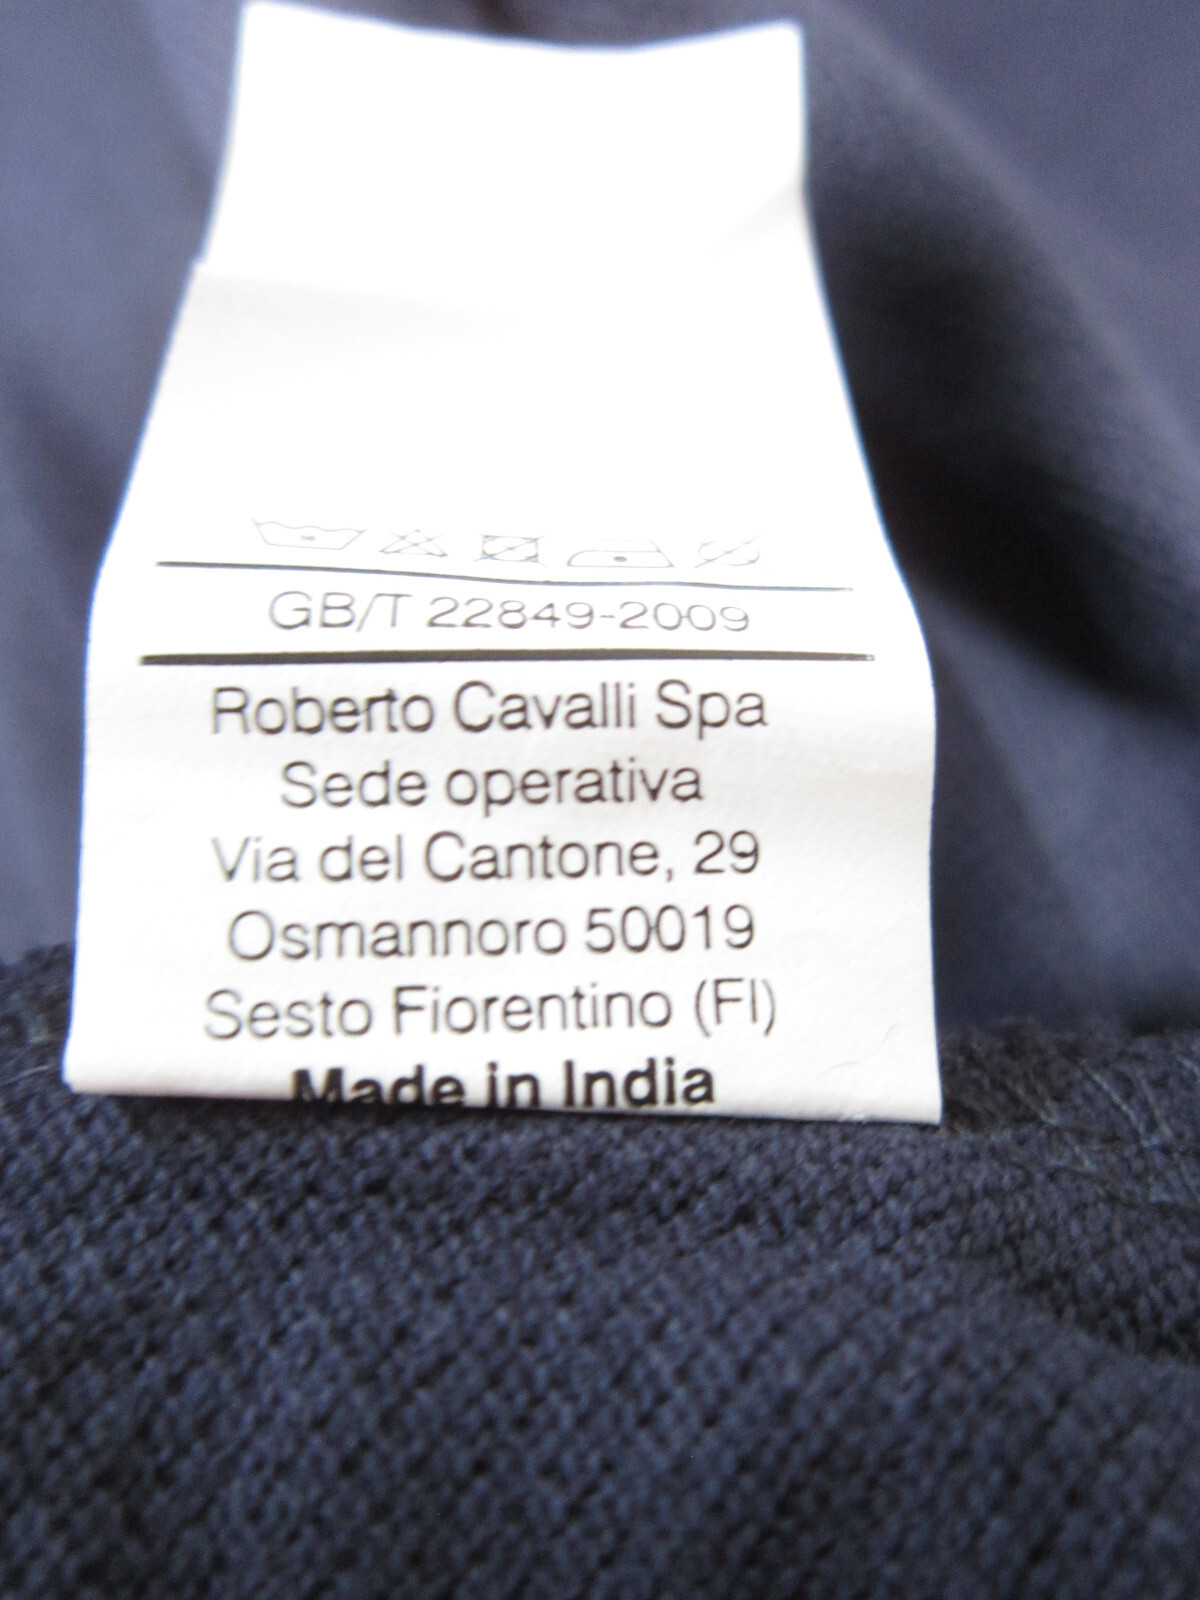 GB/T 22849-2009
Roberto Cavalli Spa
Sede operativa
Via del Cantone, 29
Osmannoro 50019
Sesto Fiorentino (FI)
Made in India